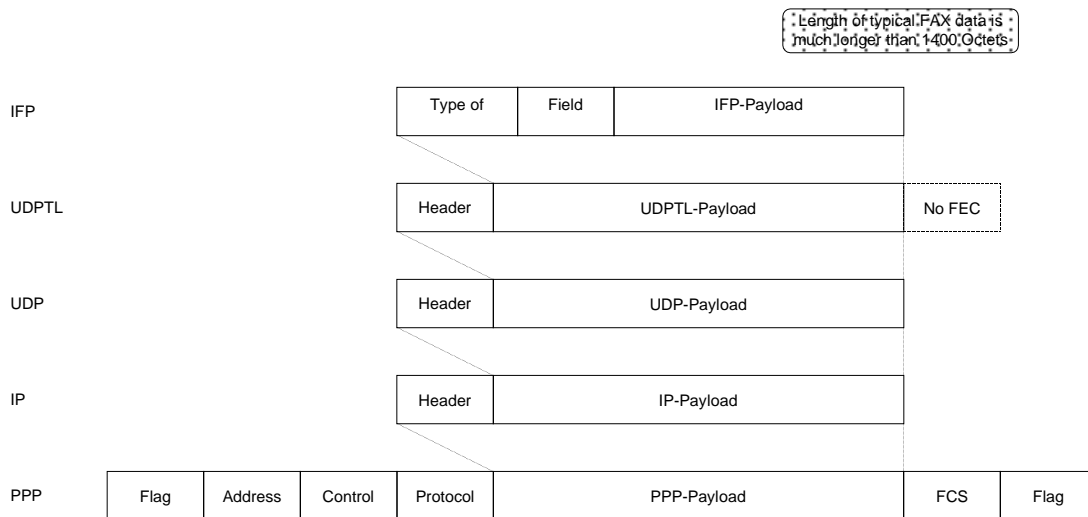 Length of typical FAX data is
much longer than 1400 Octets
IFP
Type of
Field
IFP-Payload
UDPTL
Header
UDPTL-Payload
No FEC
UDP
Header
UDP-Payload
IP
Header
IP-Payload
PPP
Flag
Address
Control
Protocol
PPP-Payload
FCS
Flag